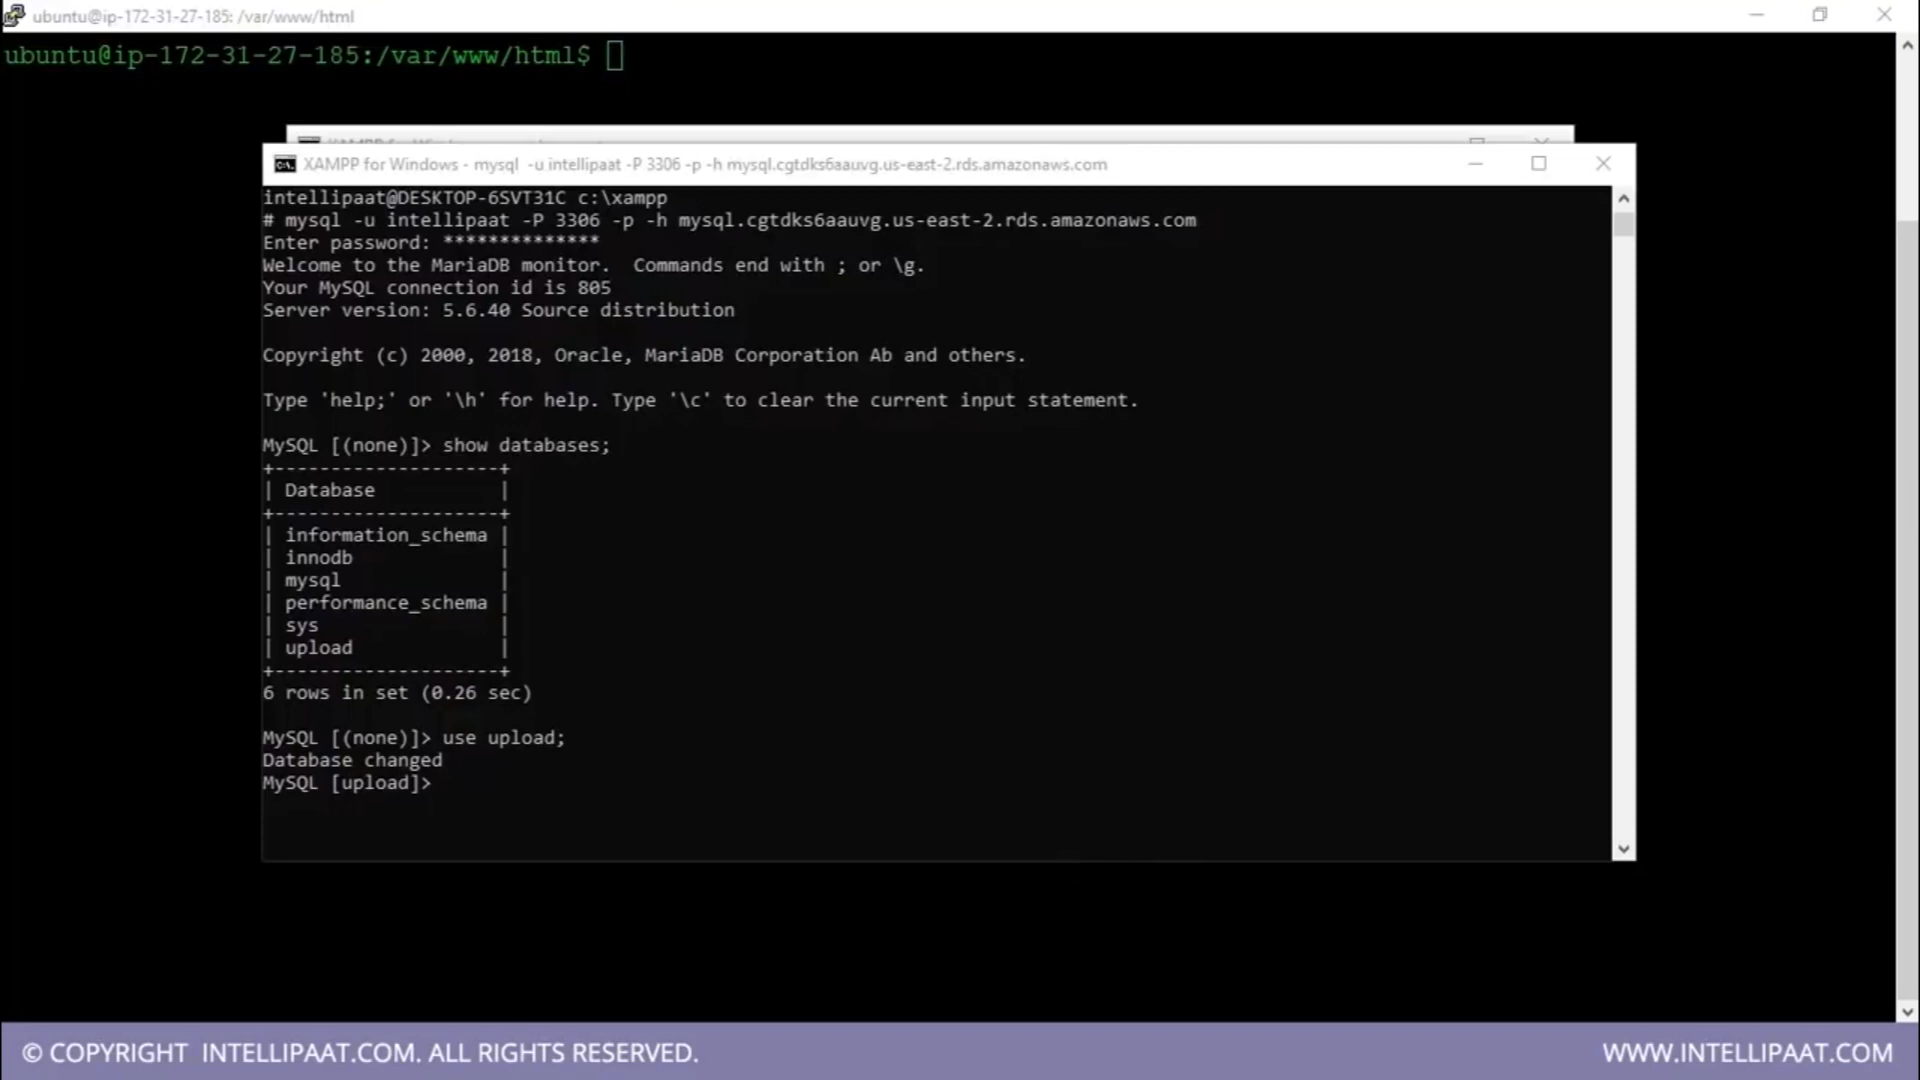 ubuntu@ip-172-31-27-185: /var/www/html
ubuntu@ip-172-31-27-185:/var/www/html$
XAMPP for Windows - mysql  -u intellipaat -P 3306 -p -h mysql.cgtdks6aauvg.us-east-2.rds.amazonaws.com
intellipaat@DESKTOP-6SVT31C c:\xampp
# mysql -u intellipaat -P 3306 -p -h mysql.cgtdks6aauvg.us-east-2.rds.amazonaws.com
Enter password: **************
Welcome to the MariaDB monitor.  Commands end with ; or \g.
Your MySQL connection id is 805
Server version: 5.6.40 Source distribution
Copyright (c) 2000, 2018, Oracle, MariaDB Corporation Ab and others.
Type 'help;' or '\h' for help. Type '\c' to clear the current input statement.
MySQL [(none)]> show databases;
+--------------------+
| Database           |
+--------------------+
| information_schema |
| innodb             |
| mysql              |
| performance_schema |
| sys                |
| upload             |
+--------------------+
6 rows in set (0.26 sec)
MySQL [(none)]> use upload;
Database changed
MySQL [upload]>
© COPYRIGHT  INTELLIPAAT.COM. ALL RIGHTS RESERVED.
WWW.INTELLIPAAT.COM